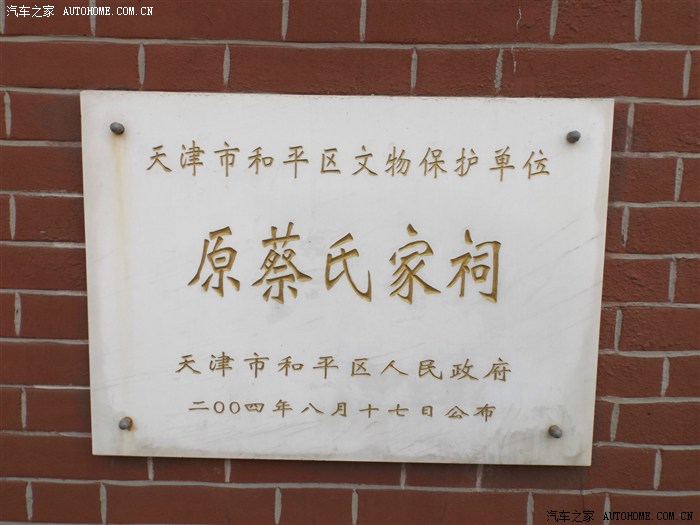 汽车之家 AUTOHOME.COM.CN
天津市和平区文物保护单位
原蔡氏家祠
天津市和平区人民政府
二〇〇四年八月十七日公布
汽车之家 AUTOHOME.COM.CN